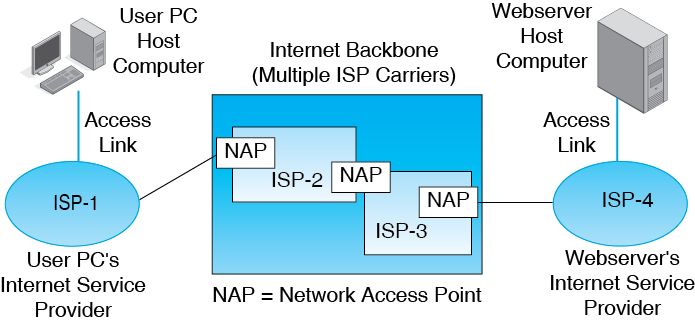 User PC
Host
Computer
Access
Link
ISP-1
User PC's
Internet Service
Provider
Internet Backbone
(Multiple ISP Carriers)
NAP
ISP-2
NAP
NAP
ISP-3
NAP = Network Access Point
Webserver
Host
Computer
Access
Link
ISP-4
Webserver's
Internet Service
Provider